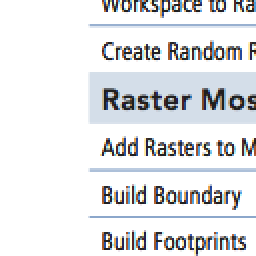 Workspace to Ra
Create Random R
Raster Mos
Add Rasters to M
Build Boundary
Build Footprints